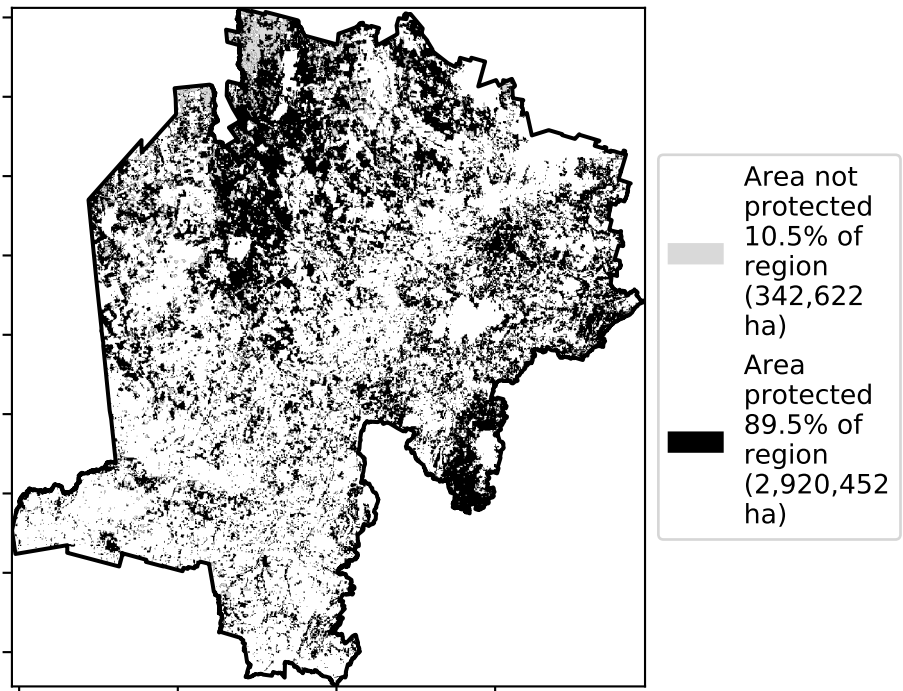 Area not
protected
10.5% of
region
(342,622
ha)
Area
protected
89.5% of
region
(2,920,452
ha)